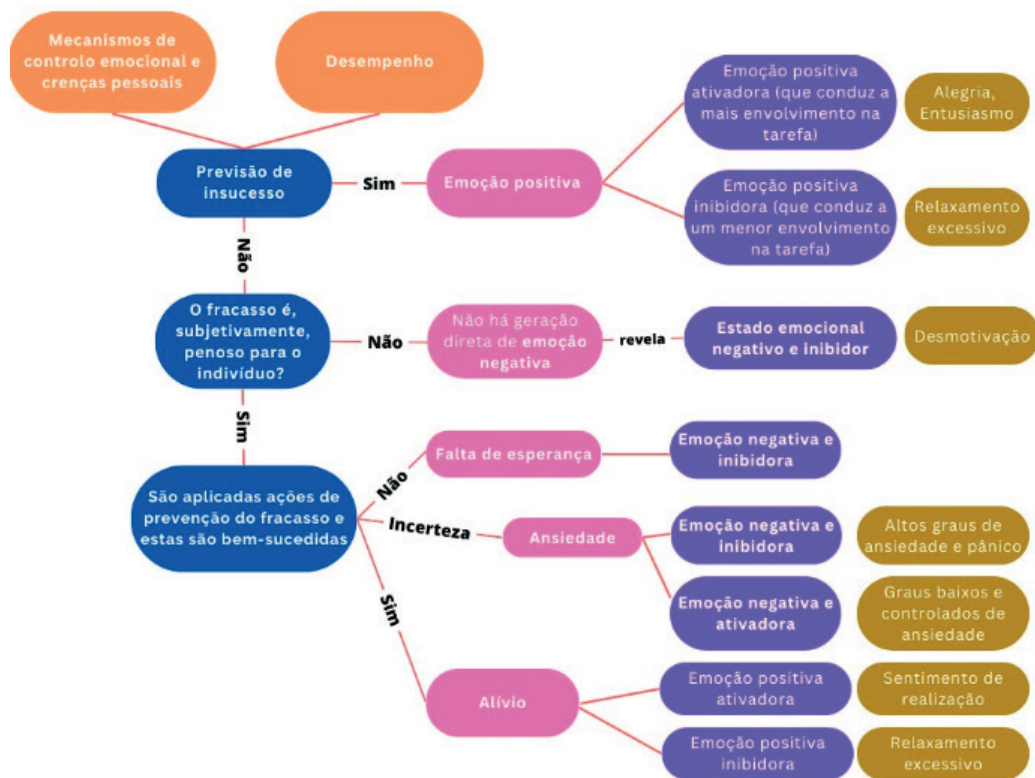 Mecanismos de
controlo emocional e
crenças pessoais
Desempenho
Previsão de
insucesso
Sim
Emoção positiva
Emoção positiva
ativadora (que conduz a
mais envolvimento na
tarefa)
Alegria,
Entusiasmo
Emoção positiva
inibidora (que conduz a
um menor envolvimento
na tarefa)
Relaxamento
excessivo
Não
O fracasso é,
subjetivamente,
penoso para o
indivíduo?
Não
Não há geração
direta de emoção
negativa
revela
Estado emocional
negativo e inibidor
Desmotivação
Sim
São aplicadas ações de
prevenção do fracasso e
estas são bem-sucedidas
Não
Falta de esperança
Emoção negativa e
inibidora
Incerteza
Ansiedade
Emoção negativa e
inibidora
Altos graus de
ansiedade e pânico
Emoção negativa e
ativadora
Graus baixos e
controlados de
ansiedade
Sim
Alívio
Emoção positiva
ativadora
Sentimento de
realização
Emoção positiva
inibidora
Relaxamento
excessivo